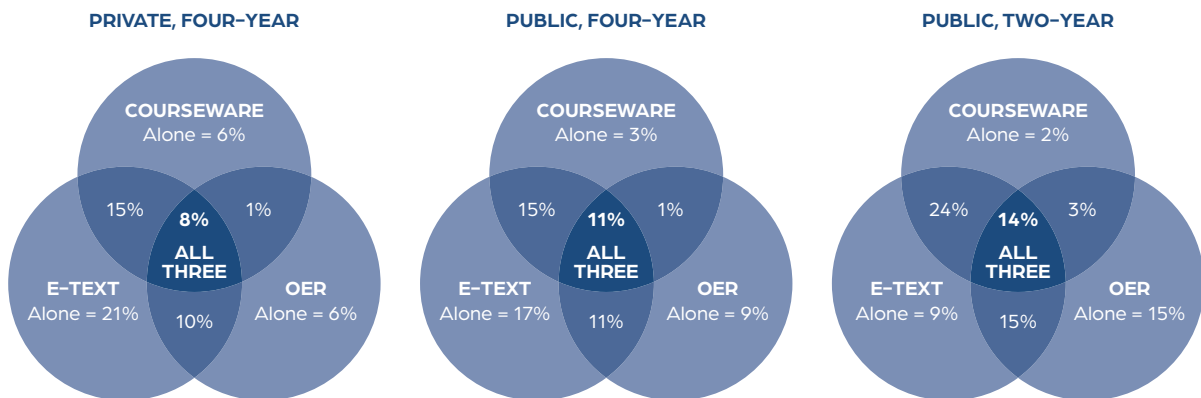 PRIVATE, FOUR-YEAR
COURSEWARE
Alone = 6%
15%
8%
1%
ALL
THREE
E-TEXT
Alone = 21%
OER
Alone = 6%
10%
PUBLIC, FOUR-YEAR
COURSEWARE
Alone = 3%
15%
11%
1%
ALL
THREE
E-TEXT
Alone = 17%
OER
Alone = 9%
11%
PUBLIC, TWO-YEAR
COURSEWARE
Alone = 2%
24%
14%
3%
ALL
THREE
E-TEXT
Alone = 9%
OER
Alone = 15%
15%